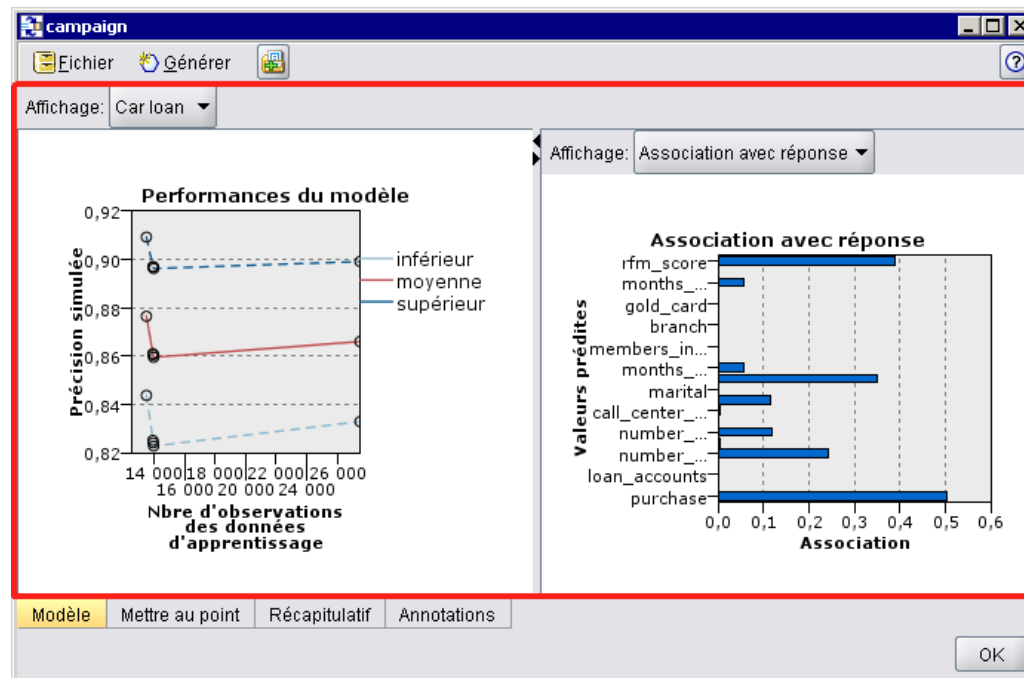 campaign
Fichier Générer
Affichage: Car loan
Performances du modèle
0,92
0,90
0,88
0,86
0,84
0,82
Précision simulée
14 000 18 000 22 000 26 000
16 000 20 000 24 000
Nbre d'observations
des données
d'apprentissage
inférieur
moyenne
supérieur
Affichage: Association avec réponse
Association avec réponse
Valeurs prédites
rfm_score
months_...
gold_card
branch
members_in...
months_...
marital
call_center_...
number_...
number_...
loan_accounts
purchase
0,0 0,1 0,2 0,3 0,4 0,5 0,6
Association
Modèle Mettre au point Récapitulatif Annotations
OK